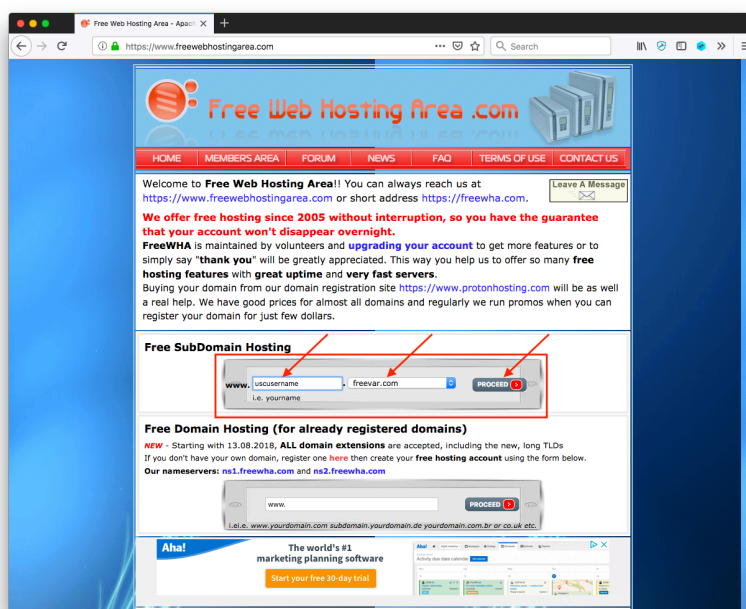 Free Web Hosting Area - Apach
https://www.freewebhostingarea.com
Search
Free Web Hosting Area .com
HOME MEMBERS AREA FORUM NEWS FAQ TERMS OF USE CONTACT US
Welcome to Free Web Hosting Area!! You can always reach us at
https://www.freewebhostingarea.com or short address https://freewha.com.
Leave A Message
We offer free hosting since 2005 without interruption, so you have the guarantee
that your account won't disappear overnight.
FreeWHA is maintained by volunteers and upgrading your account to get more features or to
simply say "thank you" will be greatly appreciated. This way you help us to offer so many free
hosting features with great uptime and very fast servers.
Buying your domain from our domain registration site https://www.protonhosting.com will be as well
a real help. We have good prices for almost all domains and regularly we run promos when you can
register your domain for just few dollars.
Free SubDomain Hosting
www. uscusername . freevar.com PROCEED
i.e. yourname
Free Domain Hosting (for already registered domains)
NEW - Starting with 13.08.2018, ALL domain extensions are accepted, including the new, long TLDs
If you don't have your own domain, register one here then create your free hosting account using the form below.
Our nameservers: ns1.freewha.com and ns2.freewha.com
www. PROCEED
i.ei.e. www.yourdomain.com subdomain.yourdomain.de yourdomain.com.br or co.uk etc.
Aha!
The world's #1
marketing planning software
Start your free 30-day trial
Aha!
Activity due date calendar